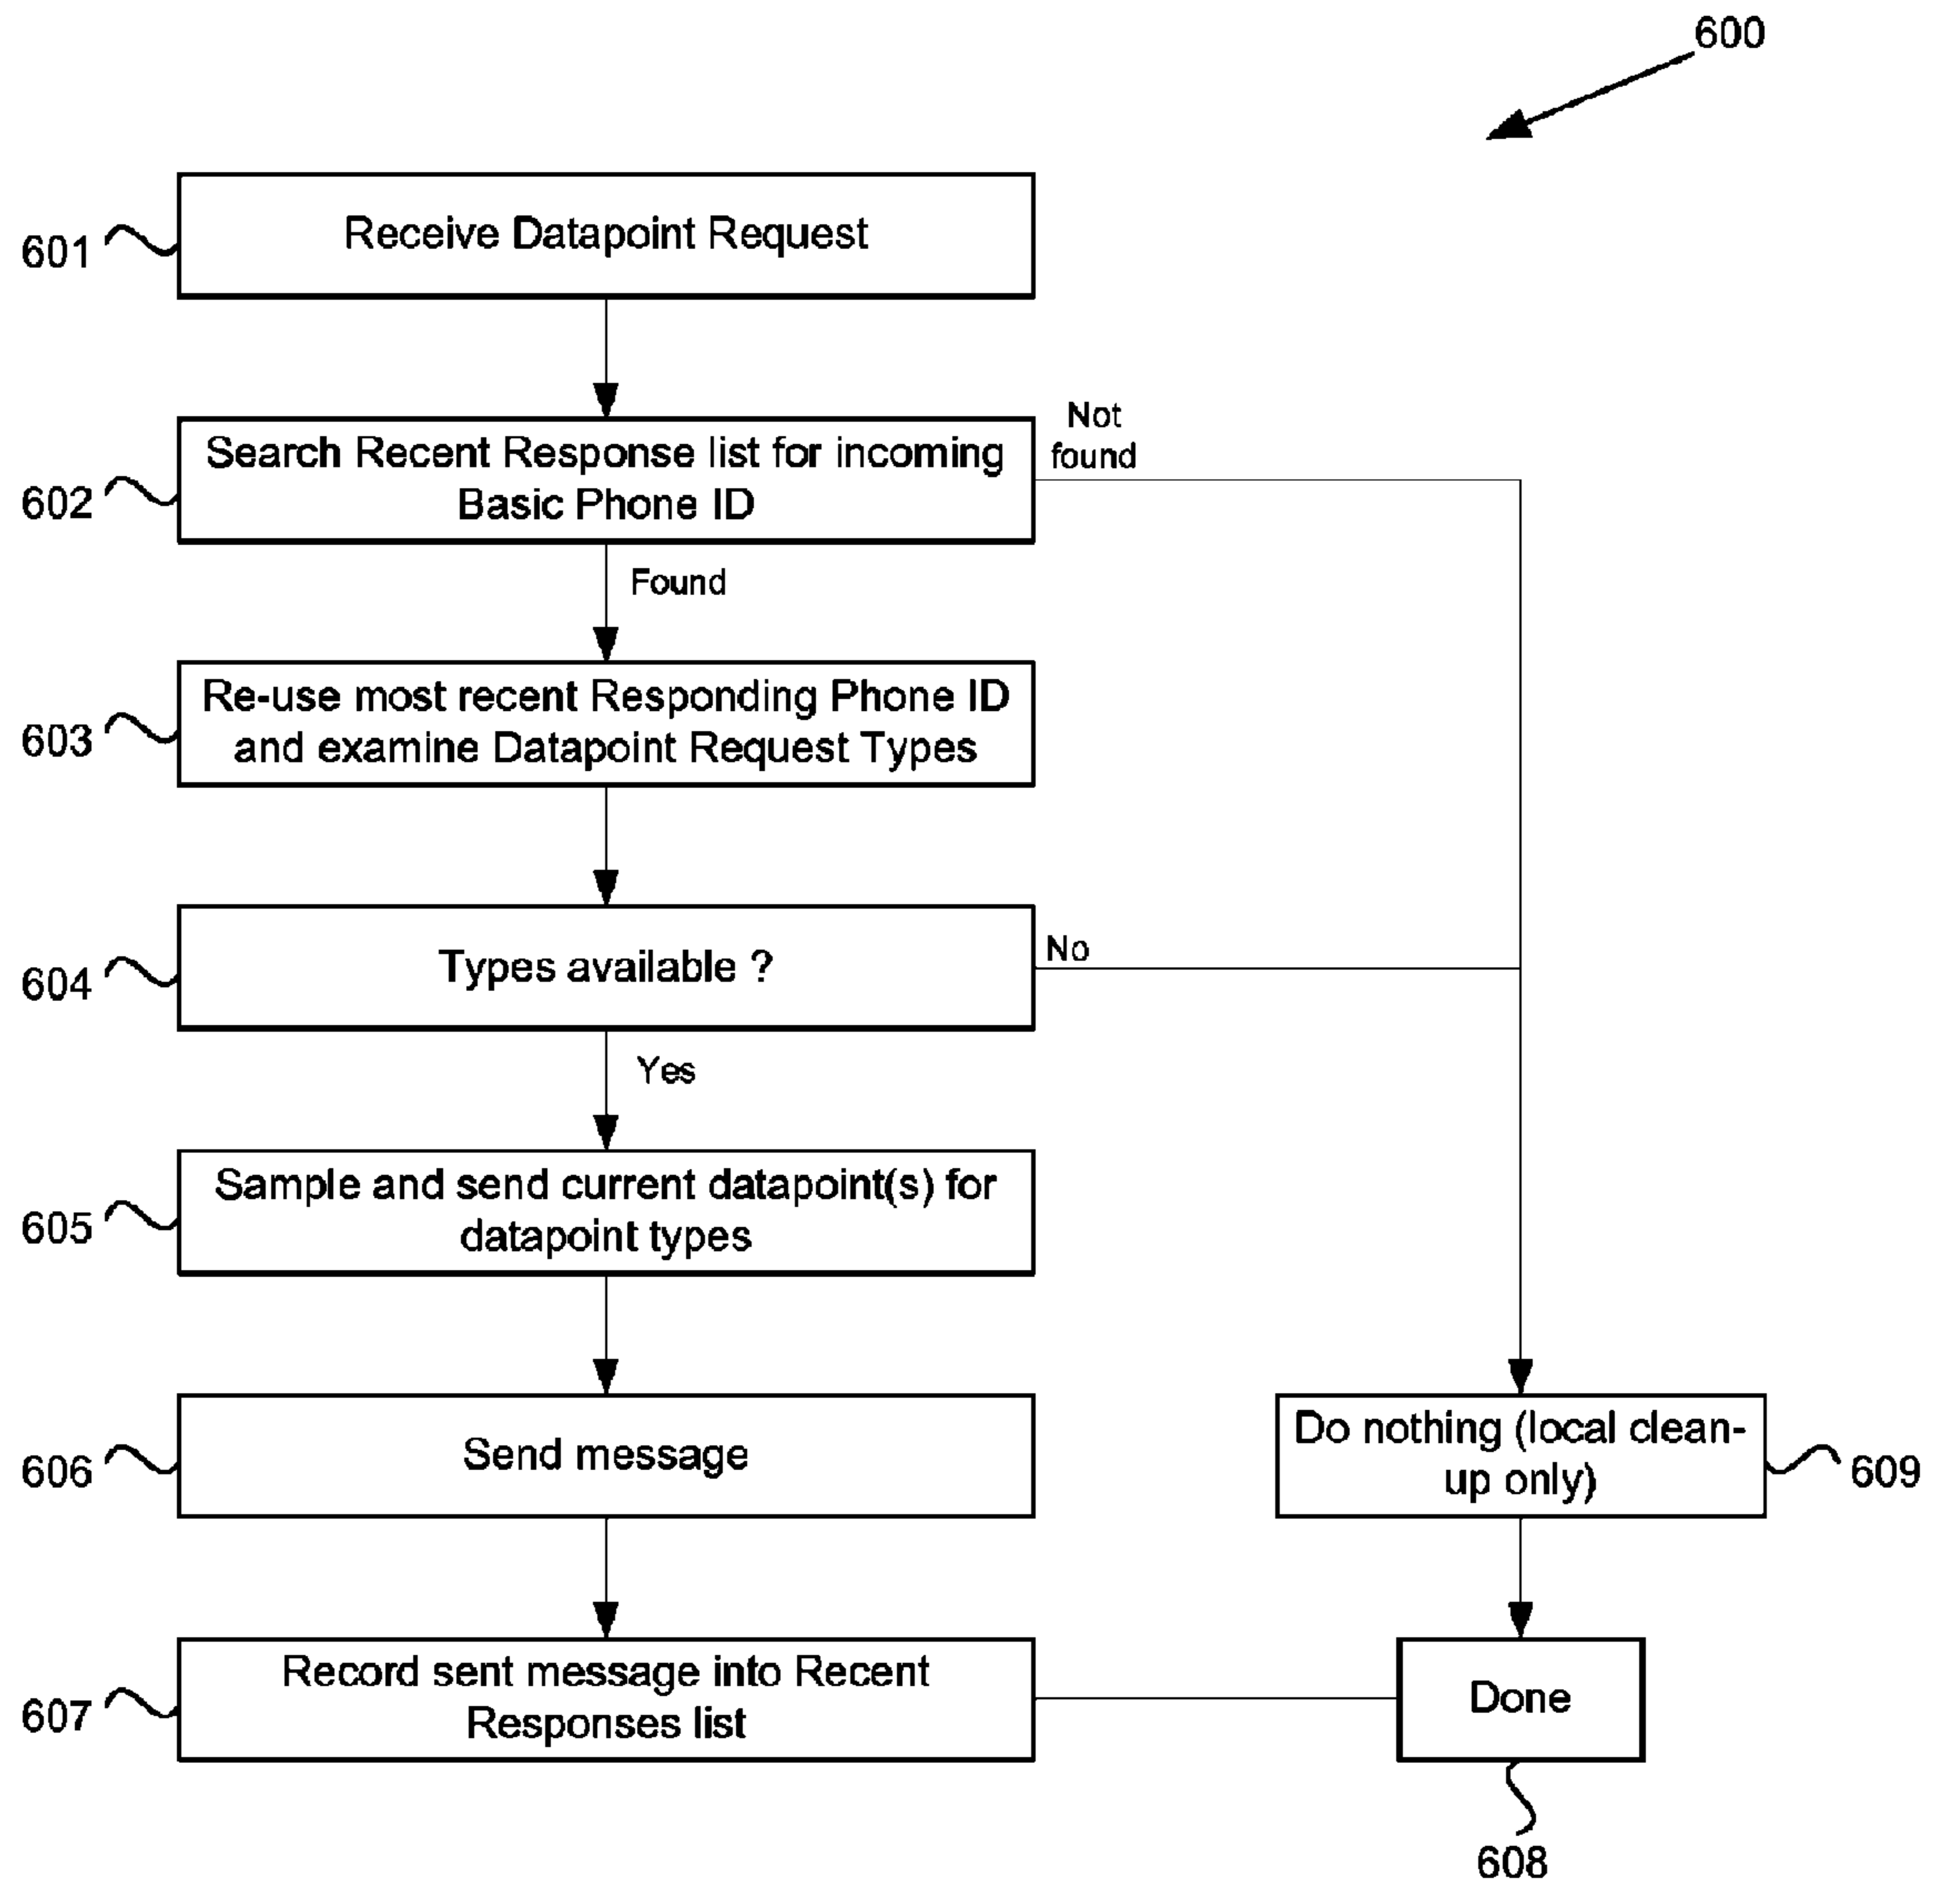 600
601
Receive Datapoint Request
602
Search Recent Response list for incoming
Basic Phone ID
Not
found
Found
603
Re-use most recent Responding Phone ID
and examine Datapoint Request Types
604
Types available ?
No
Yes
605
Sample and send current datapoint(s) for
datapoint types
606
Send message
Do nothing (local clean-
up only)
609
607
Record sent message into Recent
Responses list
Done
608